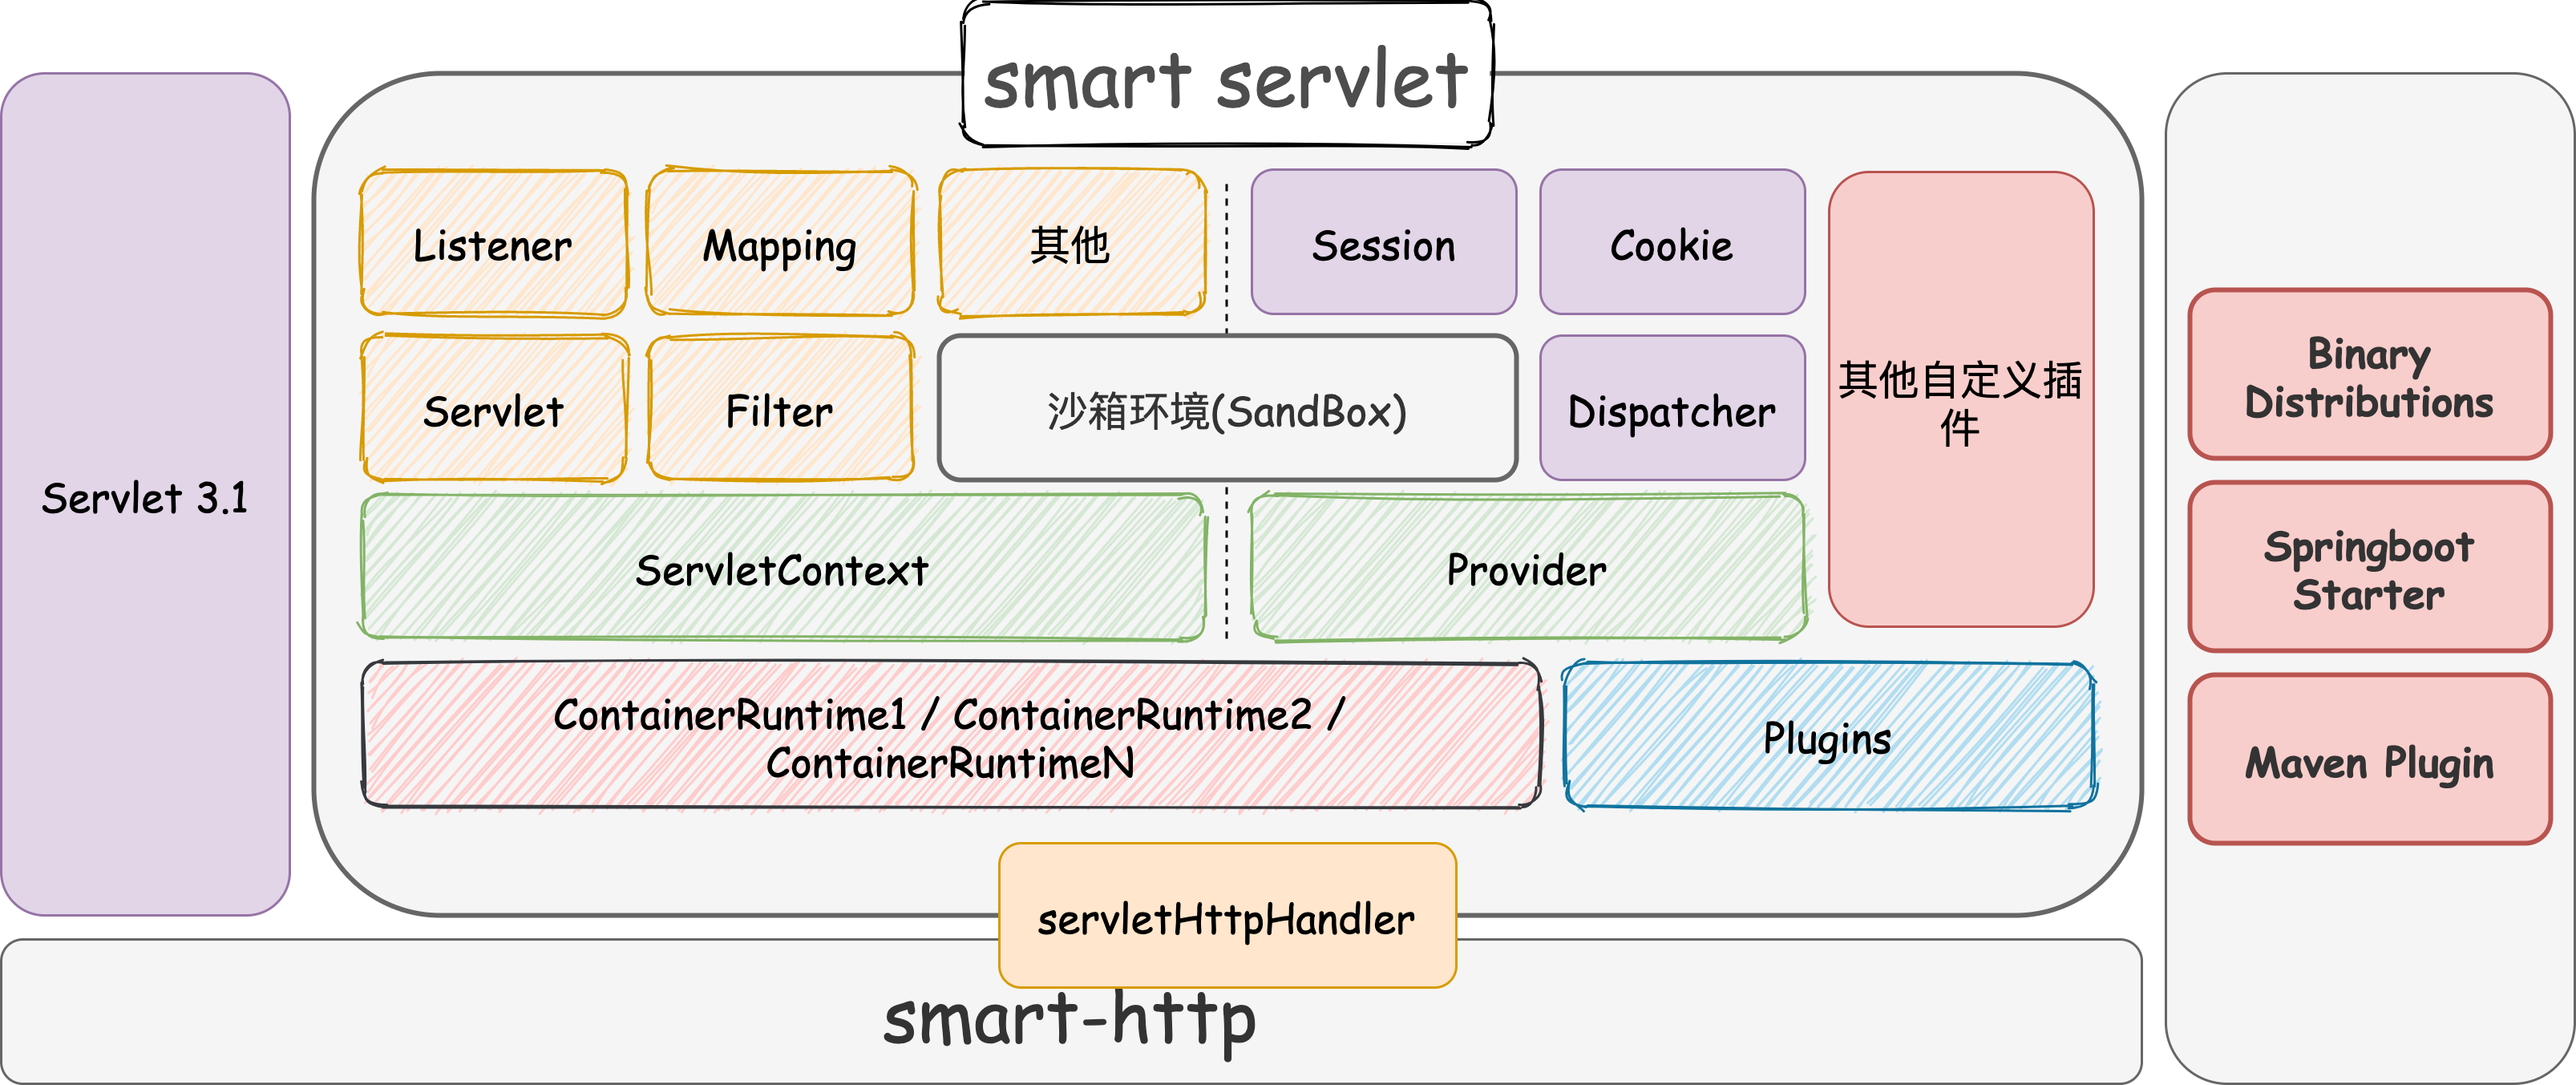 smart servlet
Servlet 3.1
Listener
Mapping
其他
Session
Cookie
Servlet
Filter
沙箱环境(SandBox)
Dispatcher
其他自定义插
件
ServletContext
Provider
ContainerRuntime1 / ContainerRuntime2 /
ContainerRuntimeN
Plugins
servletHttpHandler
smart-http
Binary
Distributions
Springboot
Starter
Maven Plugin